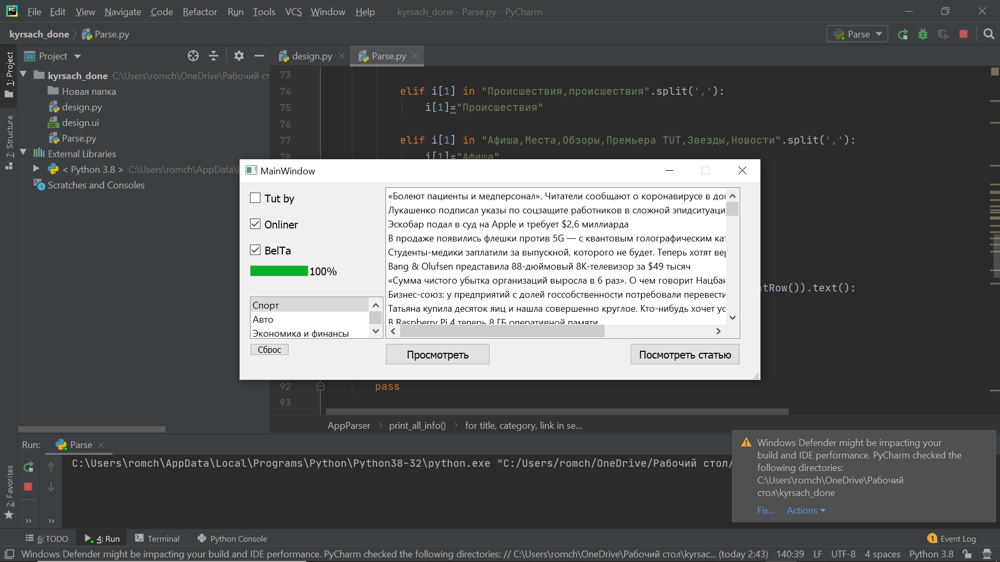 File Edit View Navigate Code Refactor Run Tools VCS Window Help kyrsach_done - Parse.py - PyCharm
kyrsach_done Parse.py
Parse
1: Project
7: Structure
2: Favorites
Project
kyrsach_done C:\Users\romch\OneDrive\Рабочий ст
Новая папка
design.py
design.ui
Parse.py
External Libraries
< Python 3.8 > C:\Users\romch\AppData\L
Scratches and Consoles
design.py Parse.py
73
74 elif i[1] in "Происшествия,происшествия".split(','):
75 i[1]="Происшествия"
76
77 elif i[1] in "Афиша,Места,Обзоры,Премьера TUT,Звезды,Новости".split(','):
78 i[1]="Афиша"
tRow()).text():
92 pass
93
MainWindow
Tut by
Onliner
BelTa
100%
Спорт
Авто
Экономика и финансы
Сброс
«Болеют пациенты и медперсонал». Читатели сообщают о коронавирусе в дол
Лукашенко подписал указы по соцзащите работников в сложной эпидситуаци
Эскобар подал в суд на Apple и требует $2,6 миллиарда
В продаже появились флешки против 5G — с квантовым голографическим кат
Студенты-медики заплатили за выпускной, которого не будет. Теперь хотят вер
Bang & Olufsen представила 88-дюймовый 8K-телевизор за $49 тысяч
«Сумма чистого убытка организаций выросла в 6 раз». О чем говорит Нацбан
Бизнес-союз: у предприятий с долей госсобственности потребовали перевести
Татьяна купила десяток яиц и нашла совершенно круглое. Кто-нибудь хочет ус
В Raspberry Pi 4 теперь 8 ГБ оперативной памяти
Просмотреть
Посмотреть статью
AppParser print_all_info() for title, category, link in se...
Run: Parse
C:\Users\romch\AppData\Local\Programs\Python\Python38-32\python.exe "C:/Users/romch/OneDrive/Рабочий стол/
Windows Defender might be impacting your
build and IDE performance. PyCharm checked the
following directories:
C:\Users\romch\OneDrive\Рабочий
стол\kyrsach_done
Fix... Actions
6: TODO 4: Run Terminal Python Console 1 Event Log
Windows Defender might be impacting your build and IDE performance. PyCharm checked the following directories: // C:\Users\romch\OneDrive\Рабочий стол\kyrsac... (today 2:43) 140:39 LF UTF-8 4 spaces Python 3.8